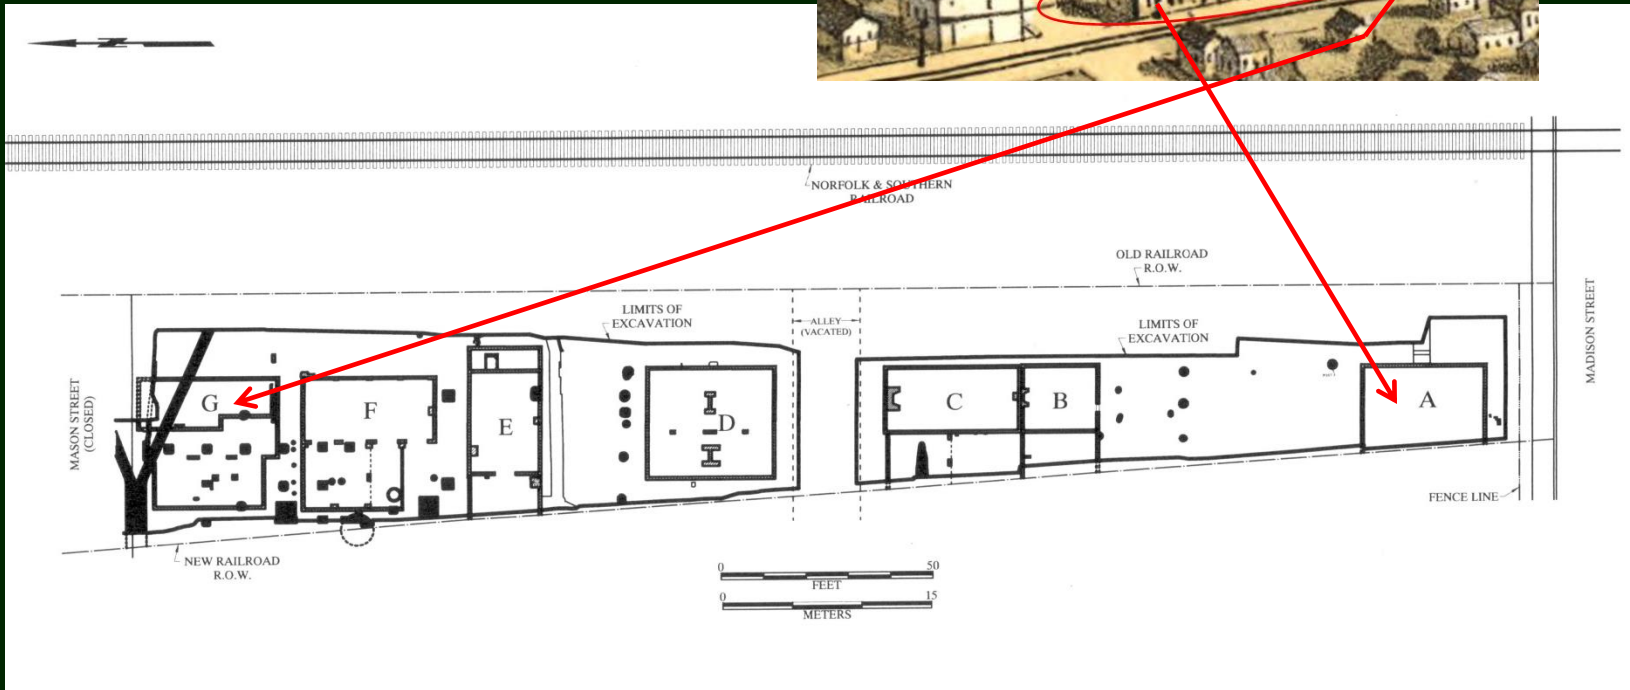 N
NORFOLK & SOUTHERN
RAILROAD
OLD RAILROAD
R.O.W.
LIMITS OF
EXCAVATION
ALLEY
(VACATED)
LIMITS OF
EXCAVATION
MASON STREET
(CLOSED)
G
F
E
D
C
B
A
MADISON STREET
FENCE LINE
NEW RAILROAD
R.O.W.
0 50
FEET
0 15
METERS